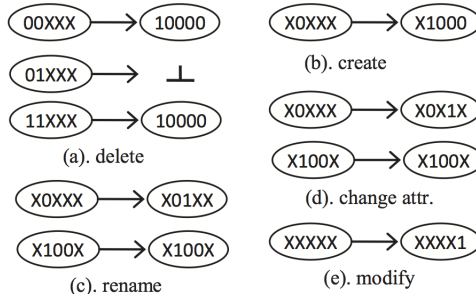 00XXX 10000
01XXX ⊥
11XXX 10000
(a). delete
X0XXX X1000
(b). create
X0XXX X01XX
X100X X100X
(c). rename
X0XXX X0X1X
X100X X100X
(d). change attr.
XXXXX XXXX1
(e). modify